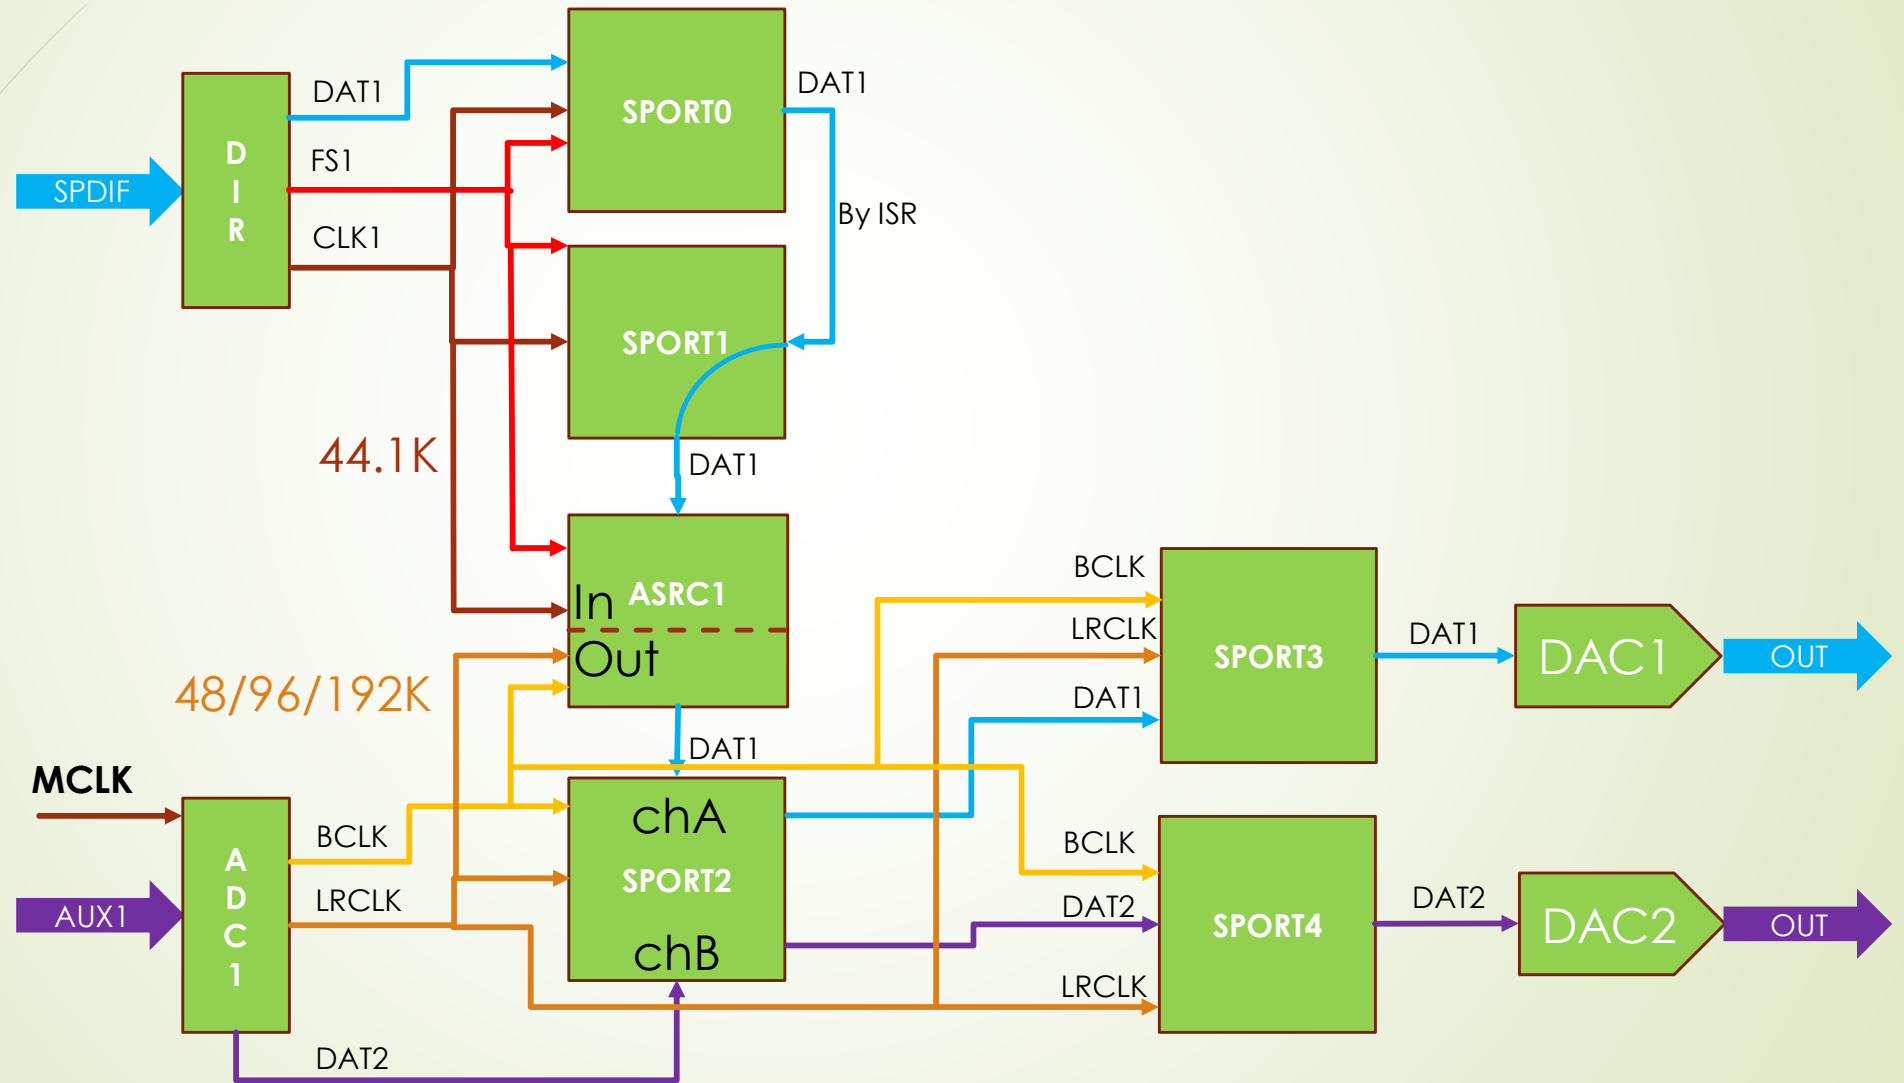 DAT1
SPORT0
DAT1
D
I
R
FS1
SPDIF
By ISR
CLK1
SPORT1
44.1K
DAT1
ASRC1
In
Out
BCLK
LRCLK
SPORT3
DAT1
DAC1
OUT
48/96/192K
DAT1
DAT1
MCLK
chA
BCLK
A
D
C
1
SPORT2
BCLK
LRCLK
AUX1
DAT2
SPORT4
DAT2
DAC2
OUT
chB
LRCLK
DAT2